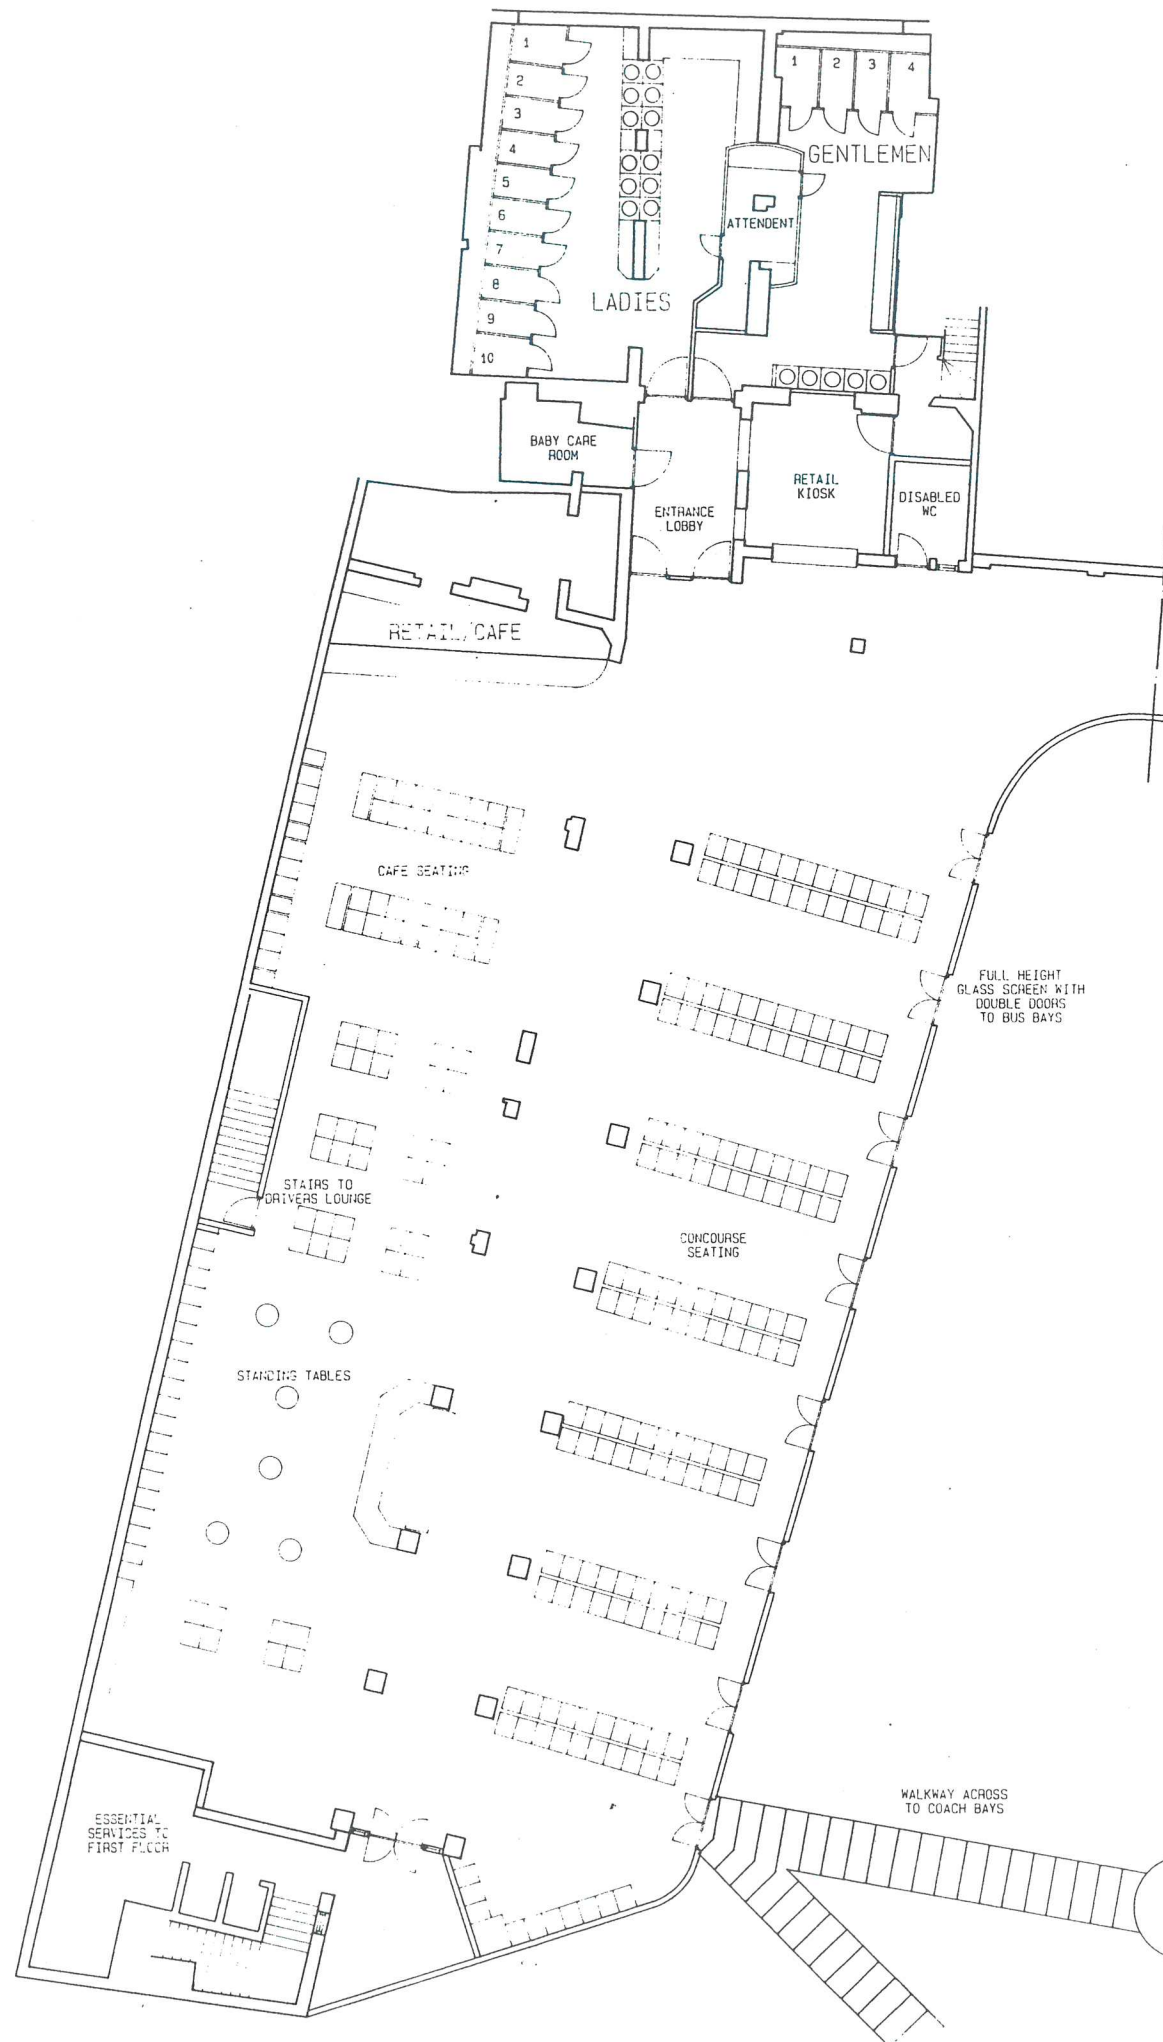 1
2
3
4
5
6
7
8
9
10
1
2
3
4
GENTLEMEN
ATTENDENT
LADIES
BABY CARE
ROOM
ENTRANCE
LOBBY
RETAIL
KIOSK
DISABLED
WC
RETAIL/CAFE
CAFE SEATING
FULL HEIGHT
GLASS SCREEN WITH
DOUBLE DOORS
TO BUS BAYS
STAIRS TO
DRIVERS LOUNGE
CONCOURSE
SEATING
STANDING TABLES
WALKWAY ACROSS
TO COACH BAYS
ESSENTIAL
SERVICES TO
FIRST FLOOR